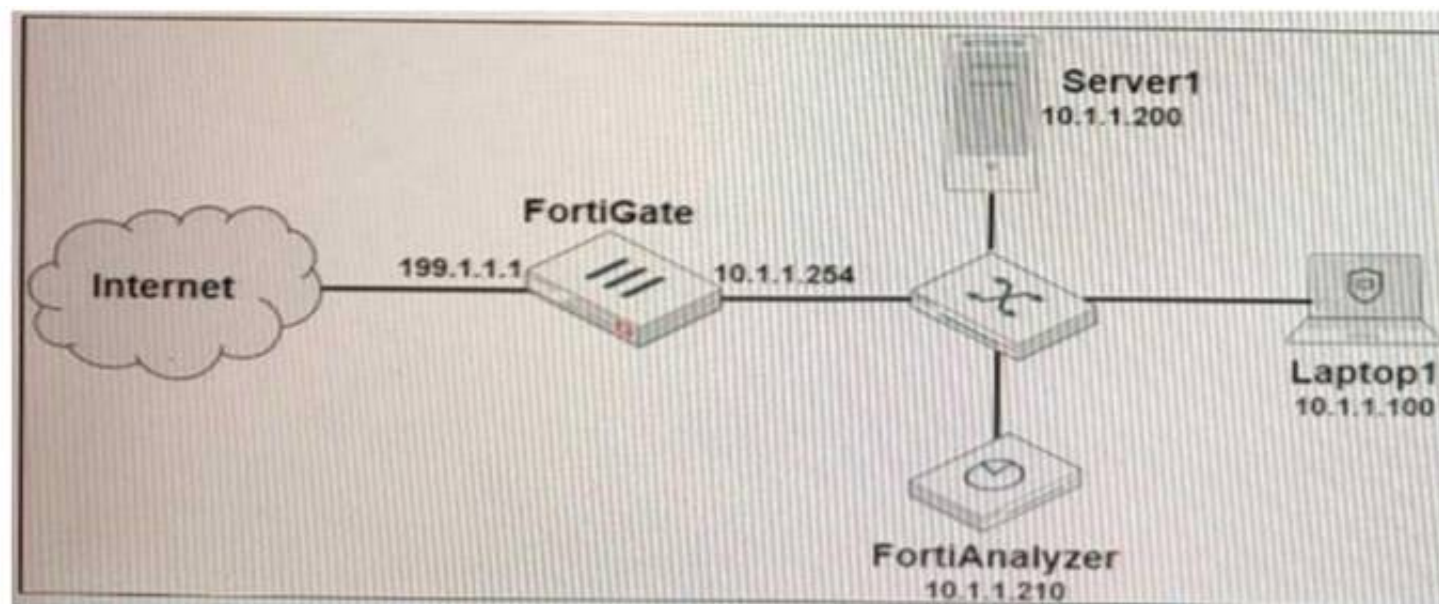 Server1
10.1.1.200
FortiGate
Internet
199.1.1.1
10.1.1.254
Laptop1
10.1.1.100
FortiAnalyzer
10.1.1.210